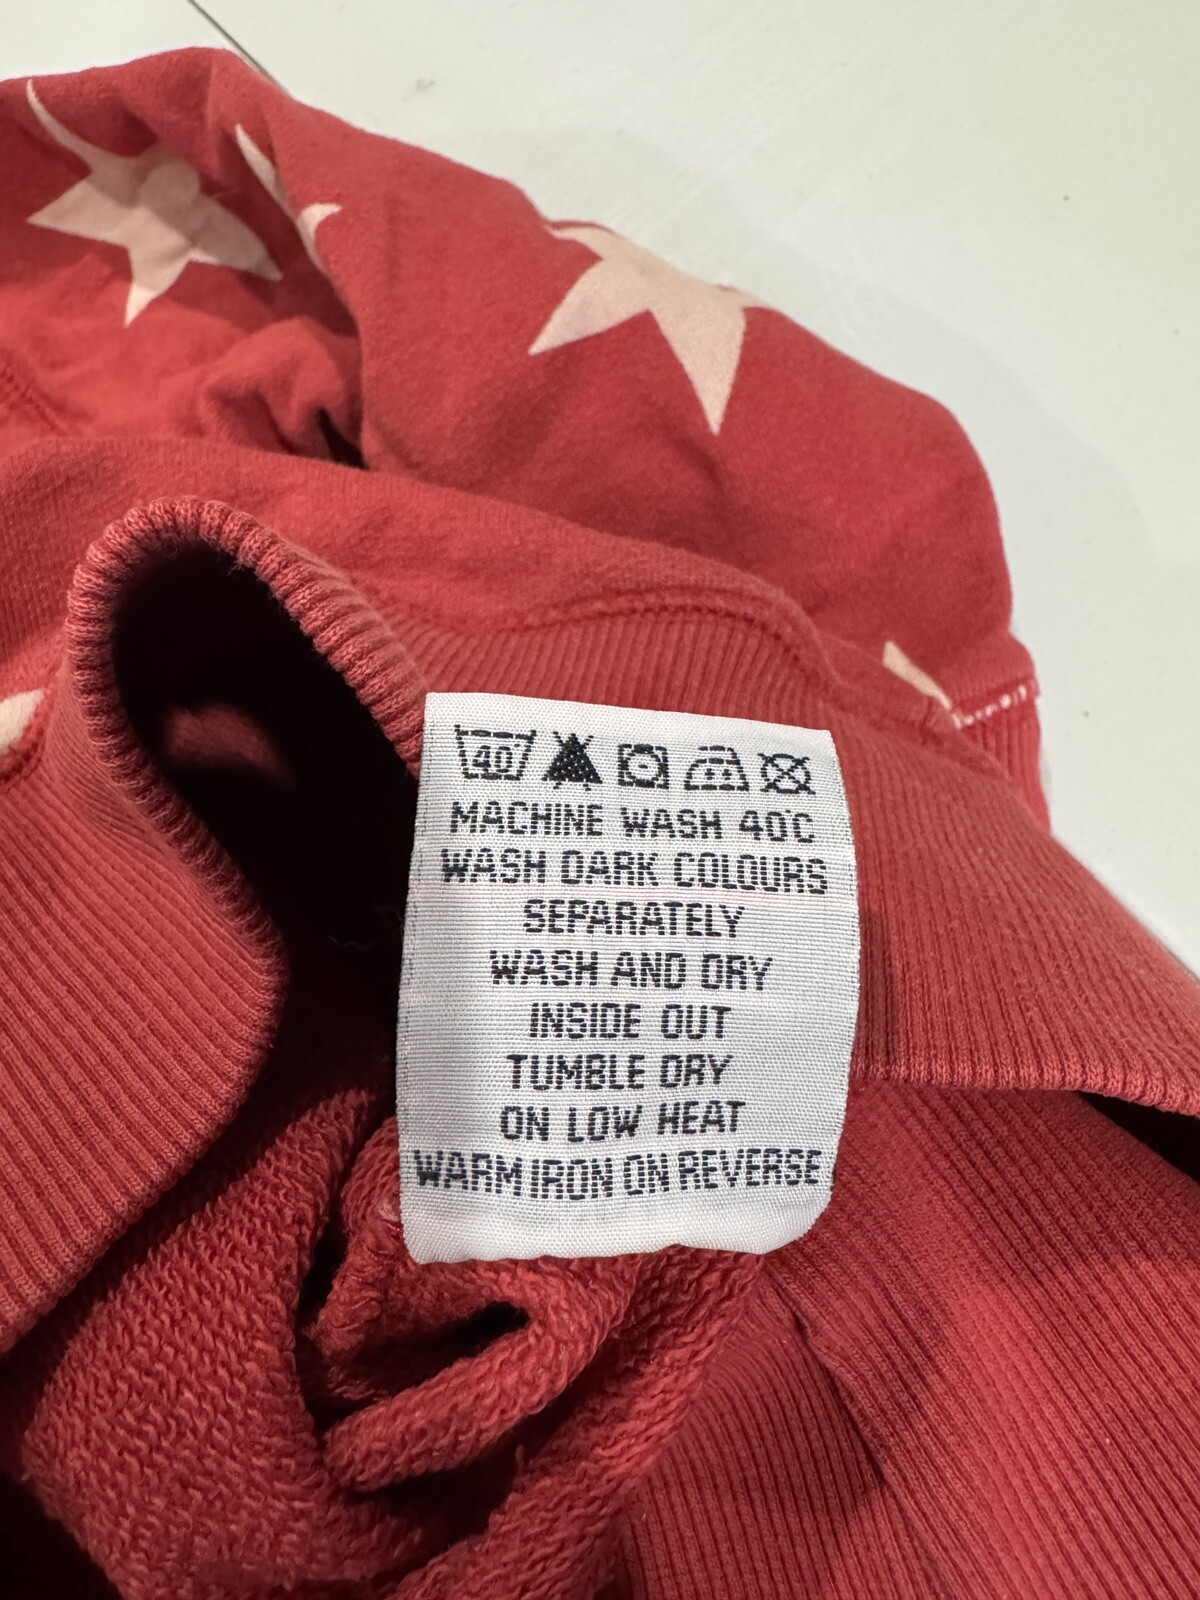 40
MACHINE WASH 40°C
WASH DARK COLOURS
SEPARATELY
WASH AND DRY
INSIDE OUT
TUMBLE DRY
ON LOW HEAT
WARM IRON ON REVERSE